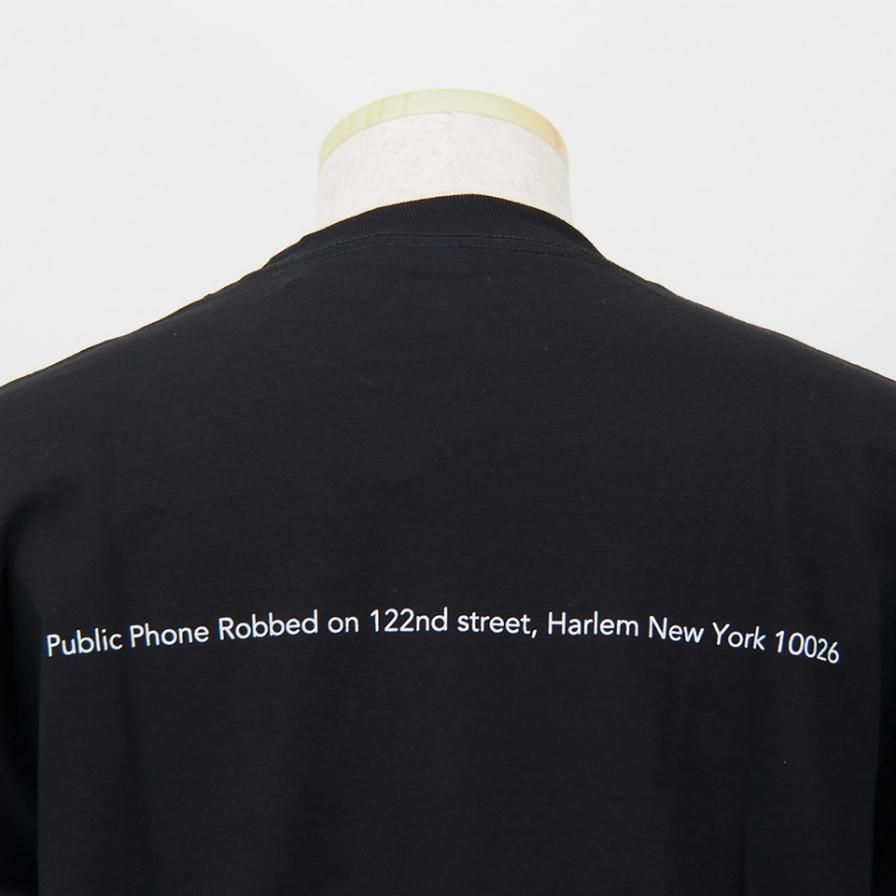 Public Phone Robbed on 122nd street, Harlem New York 10026